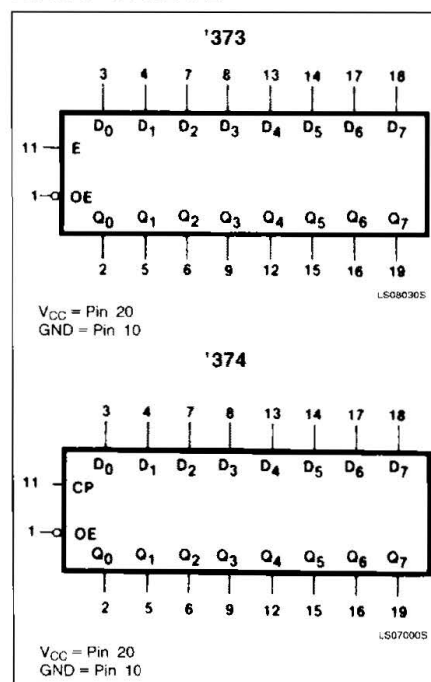 '373
3 4 7 8 13 14 17 18
D0 D1 D2 D3 D4 D5 D6 D7
11 E
1 OE
Q0 Q1 Q2 Q3 Q4 Q5 Q6 Q7
2 5 6 9 12 15 16 19
LS08030S
VCC = Pin 20
GND = Pin 10
'374
3 4 7 8 13 14 17 18
D0 D1 D2 D3 D4 D5 D6 D7
11 CP
1 OE
Q0 Q1 Q2 Q3 Q4 Q5 Q6 Q7
2 5 6 9 12 15 16 19
LS07000S
VCC = Pin 20
GND = Pin 10